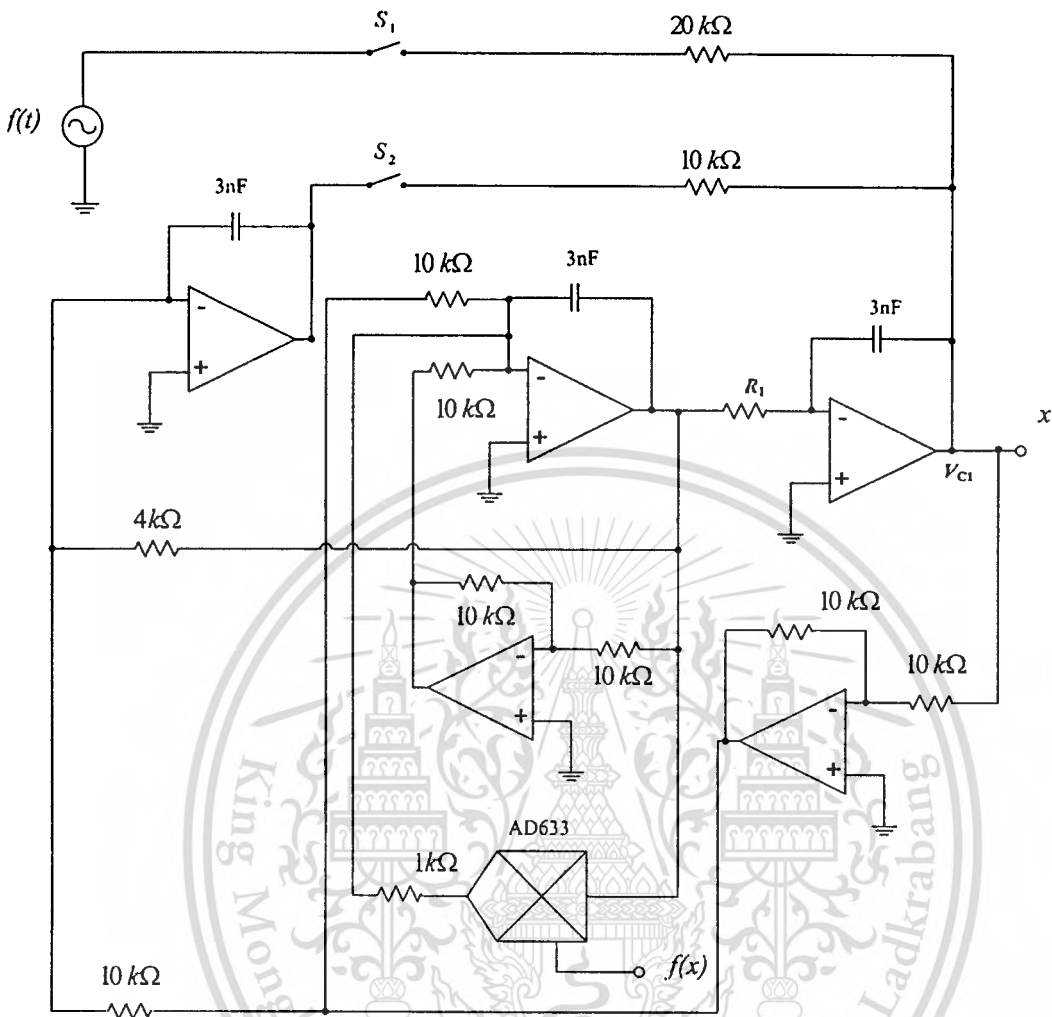 S₁
20 kΩ
f(t)
S₂
10 kΩ
3nF
10 kΩ
3nF
3nF
-
+
10 kΩ
-
+
R₁
-
+
x
V_C1
4kΩ
10 kΩ
10 kΩ
-
+
10 kΩ
10 kΩ
-
+
AD633
1kΩ
f(x)
10 kΩ
King Mong
Ladkrabang